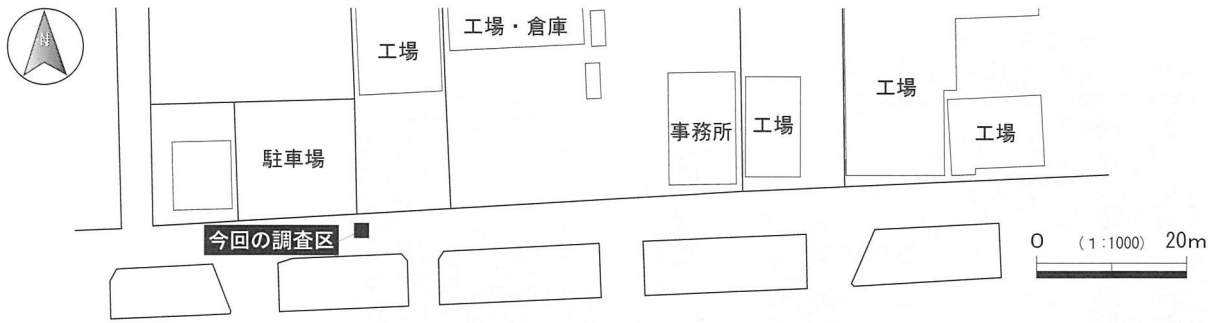 N
工場・倉庫
工場
工場
工場
事務所
工場
駐車場
今回の調査区
0 (1:1000) 20m